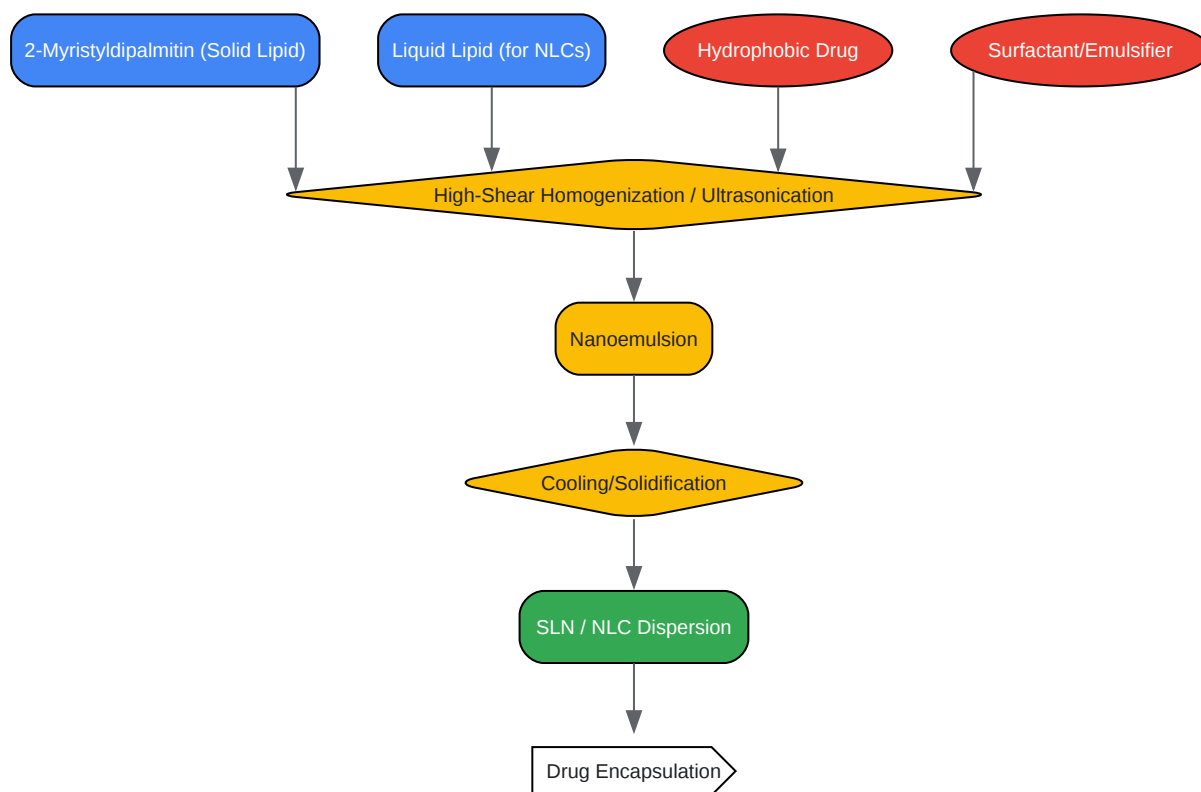 2-Myristyldipalmitin (Solid Lipid)
Liquid Lipid (for NLCs)
Hydrophobic Drug
Surfactant/Emulsifier
High-Shear Homogenization / Ultrasonication
Nanoemulsion
Cooling/Solidification
SLN / NLC Dispersion
Drug Encapsulation